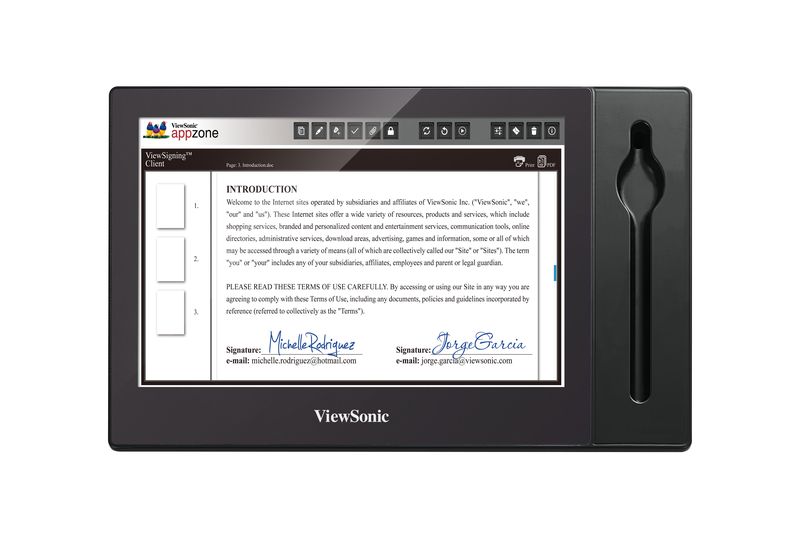 ViewSonic
appzone
ViewSigning™
Client
Page: 3. Introduction.doc
Print
PDF
1.
2.
3.
INTRODUCTION
Welcome to the Internet sites operated by subsidiaries and affiliates of ViewSonic Inc. ("ViewSonic", "we",
"our" and "us"). These Internet sites offer a wide variety of resources, products and services, which include
shopping services, branded and personalized content and entertainment services, communication tools, online
directories, administrative services, download areas, advertising, games and information, some or all of which
may be accessed through a variety of means (all of which are collectively called our "Site" or "Sites"). The term
"you" or "your" includes any of your subsidiaries, affiliates, employees and parent or legal guardian.
PLEASE READ THESE TERMS OF USE CAREFULLY. By accessing or using our Site in any way you are
agreeing to comply with these Terms of Use, including any documents, policies and guidelines incorporated by
reference (referred to collectively as the "Terms").
Signature: Michelle Rodriguez Signature: Jorge Garcia
e-mail: michelle.rodriguez@hotmail.com e-mail: jorge.garcia@viewsonic.com
ViewSonic